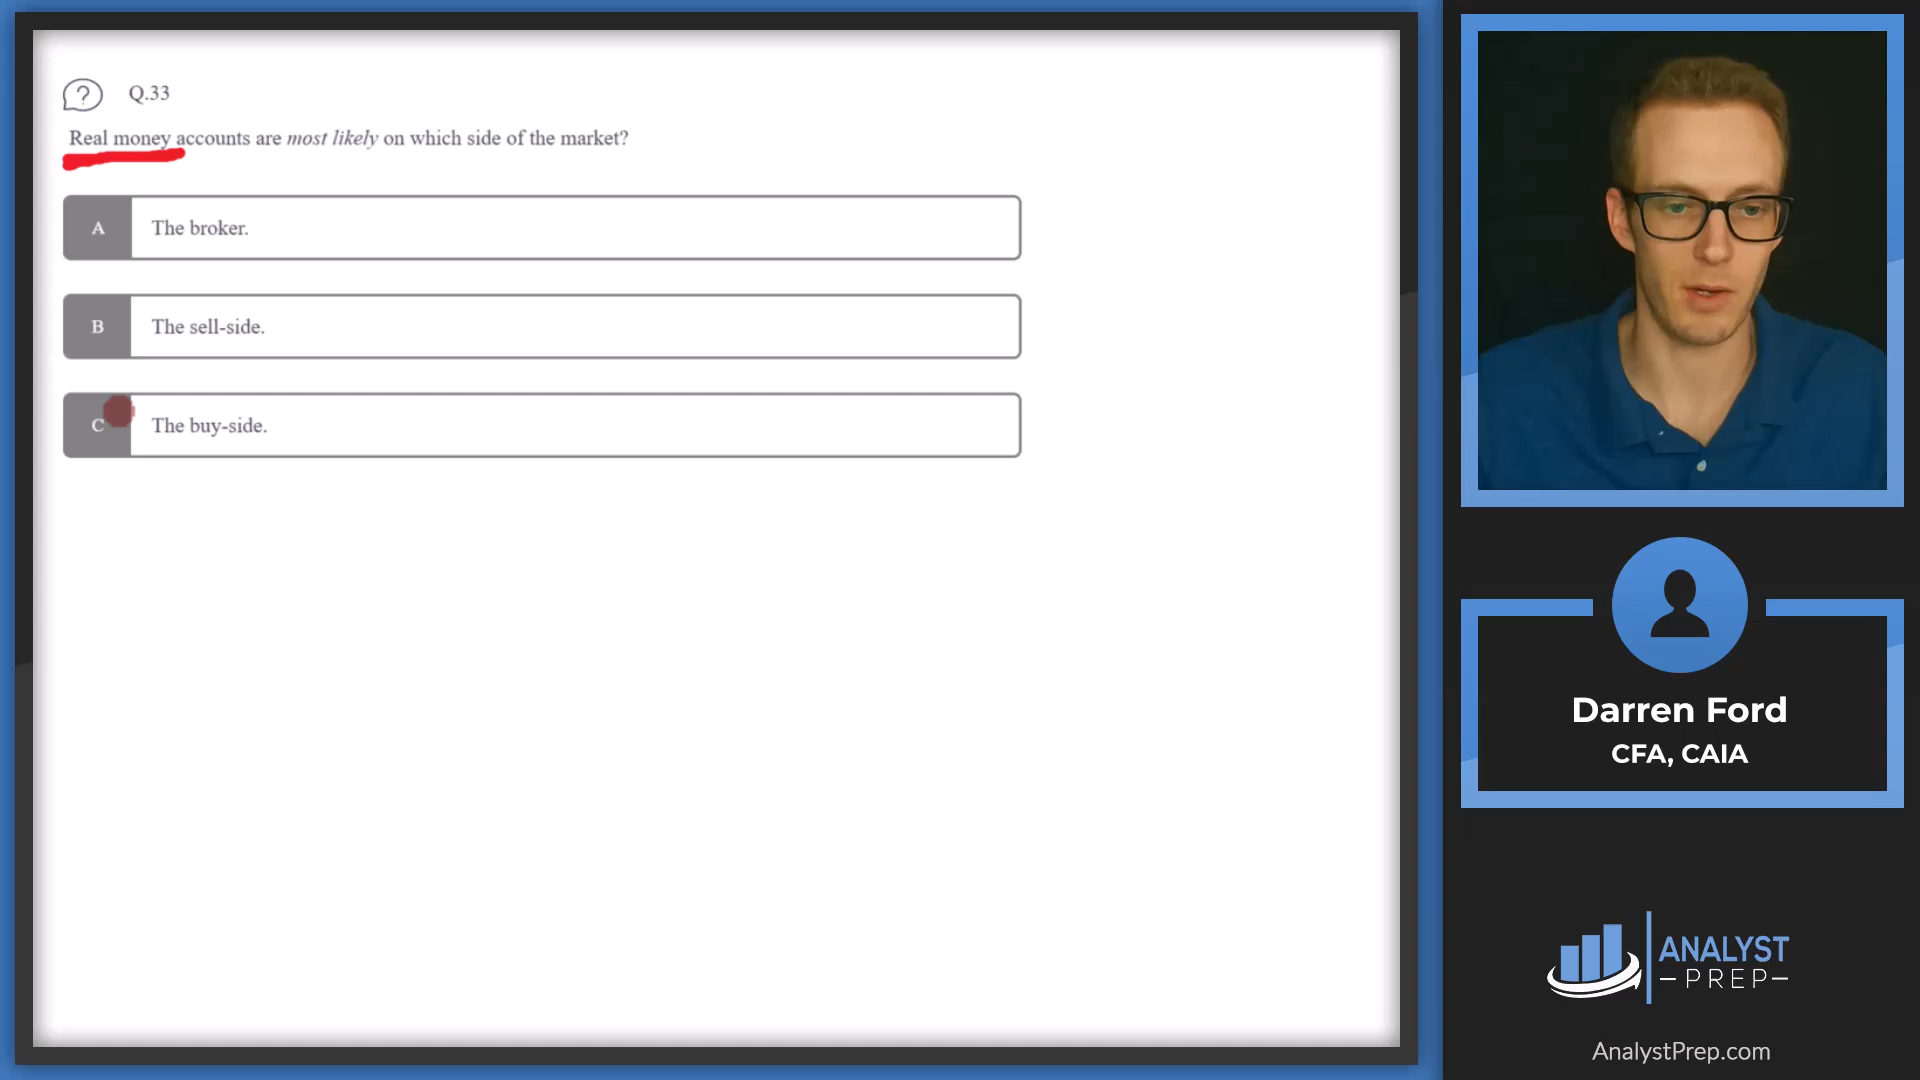 ?
Q.33
Real money accounts are most likely on which side of the market?
A
The broker.
B
The sell-side.
C
The buy-side.
Darren Ford
CFA, CAIA
ANALYST
PREP
AnalystPrep.com